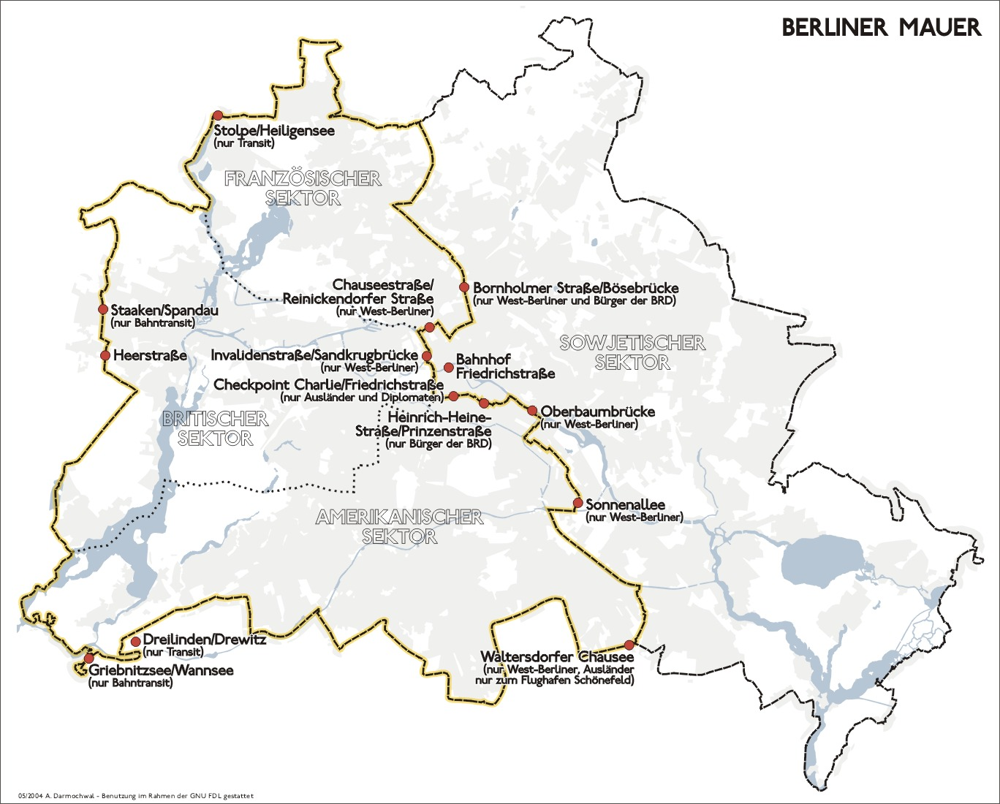 BERLINER MAUER
Stolpe/Heiligensee
(nur Transit)
FRANZÖSISCHER
SEKTOR
Chauseestraße/
Reinickendorfer Straße
(nur West-Berliner)
Bornholmer Straße/Bösebrücke
(nur West-Berliner und Bürger der BRD)
Staaken/Spandau
(nur Bahntransit)
Heerstraße
Invalidenstraße/Sandkrugbrücke
(nur West-Berliner)
Bahnhof
Friedrichstraße
SOWJETISCHER
SEKTOR
Checkpoint Charlie/Friedrichstraße
(nur Ausländer und Diplomaten)
Heinrich-Heine-
Straße/Prinzenstraße
(nur Bürger der BRD)
Oberbaumbrücke
(nur West-Berliner)
BRITISCHER
SEKTOR
Sonnenallee
(nur West-Berliner)
AMERIKANISCHER
SEKTOR
Dreilinden/Drewitz
(nur Transit)
Griebnitzsee/Wannsee
(nur Bahntransit)
Waltersdorfer Chausee
(nur West-Berliner, Ausländer
nur zum Flughafen Schönefeld)
05/2004 A. Darmochwal - Benutzung im Rahmen der GNU FDL gestattet